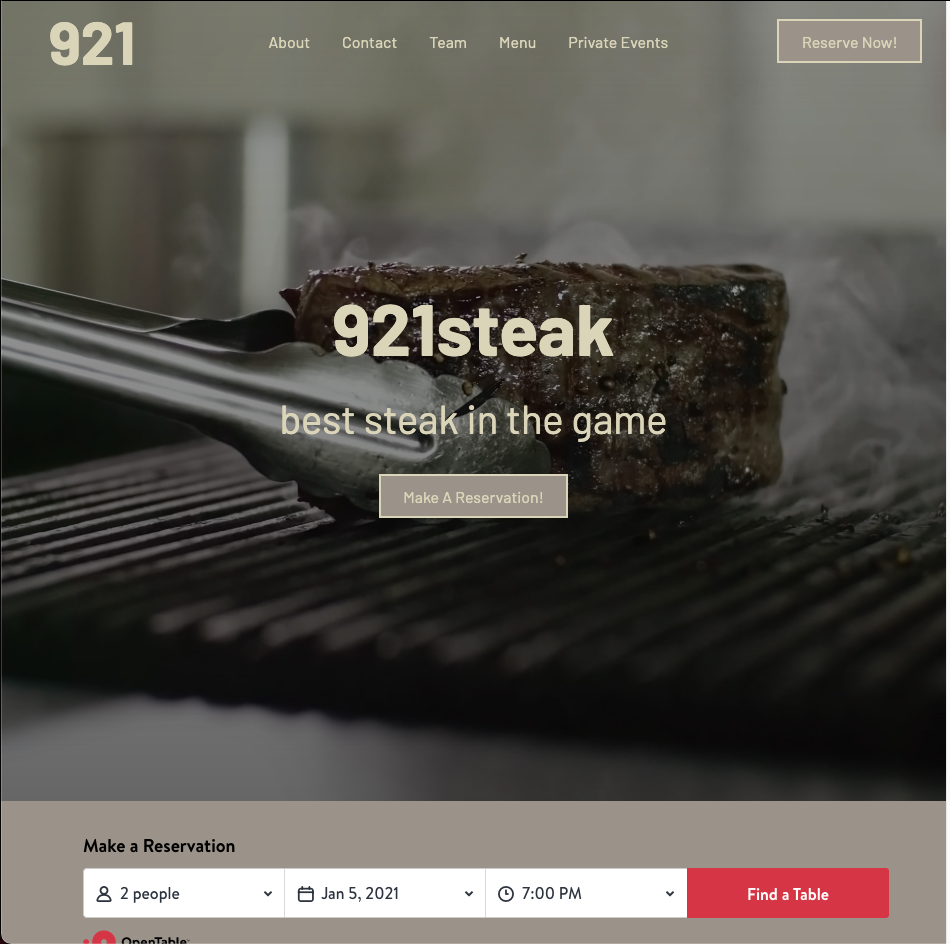 921
About
Contact
Team
Menu
Private Events
Reserve Now!
921steak
best steak in the game
Make A Reservation!
Make a Reservation
2 people
Jan 5, 2021
7:00 PM
Find a Table
OpenTable